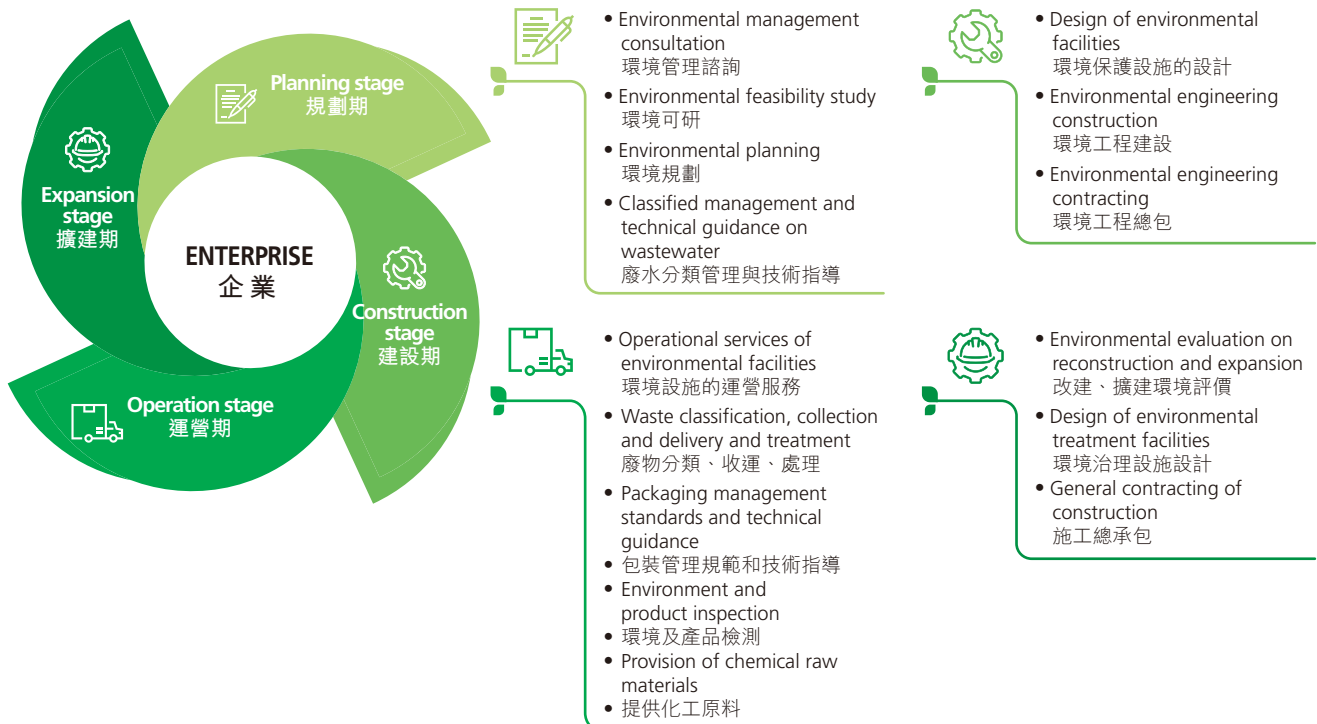 Planning stage
規劃期
Expansion
stage
擴建期
ENTERPRISE
企業
Construction
stage
建設期
Operation stage
運營期
• Environmental management
consultation
環境管理諮詢
• Environmental feasibility study
環境可研
• Environmental planning
環境規劃
• Classified management and
technical guidance on
wastewater
廢水分類管理與技術指導
• Design of environmental
facilities
環境保護設施的設計
• Environmental engineering
construction
環境工程建設
• Environmental engineering
contracting
環境工程總包
• Operational services of
environmental facilities
環境設施的運營服務
• Waste classification, collection
and delivery and treatment
廢物分類、收運、處理
• Packaging management
standards and technical
guidance
• 包裝管理規範和技術指導
• Environment and
product inspection
• 環境及產品檢測
• Provision of chemical raw
materials
• 提供化工原料
• Environmental evaluation on
reconstruction and expansion
改建、擴建環境評價
• Design of environmental
treatment facilities
環境治理設施設計
• General contracting of
construction
施工總承包